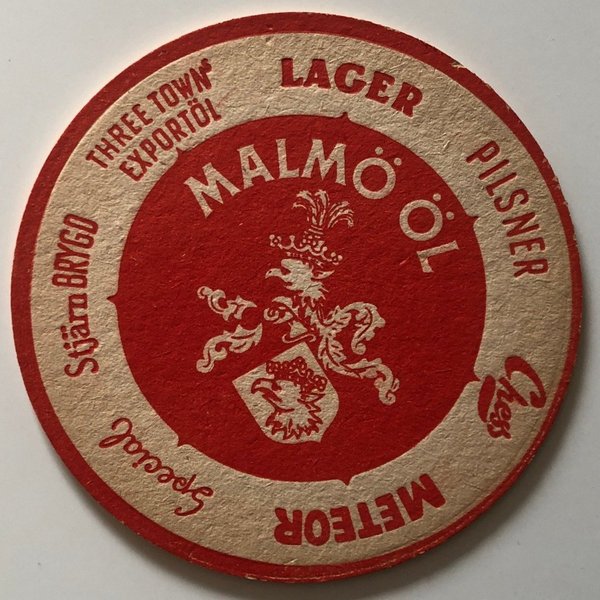 MALMÖ ÖL
LAGER
PILSNER
Chess
METEOR
Special
Stjärn BRYGD
THREE TOWNS
EXPORTÖL